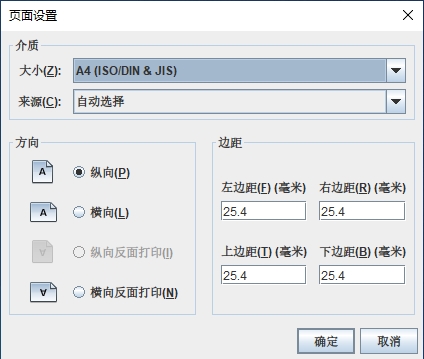 页面设置
介质
大小(Z): A4 (ISO/DIN & JIS)
来源(C): 自动选择
方向
A 纵向(P)
A 横向(L)
A 纵向反面打印(I)
A 横向反面打印(N)
边距
左边距(F) (毫米) 右边距(R) (毫米)
25.4 25.4
上边距(T) (毫米) 下边距(B) (毫米)
25.4 25.4
确定 取消